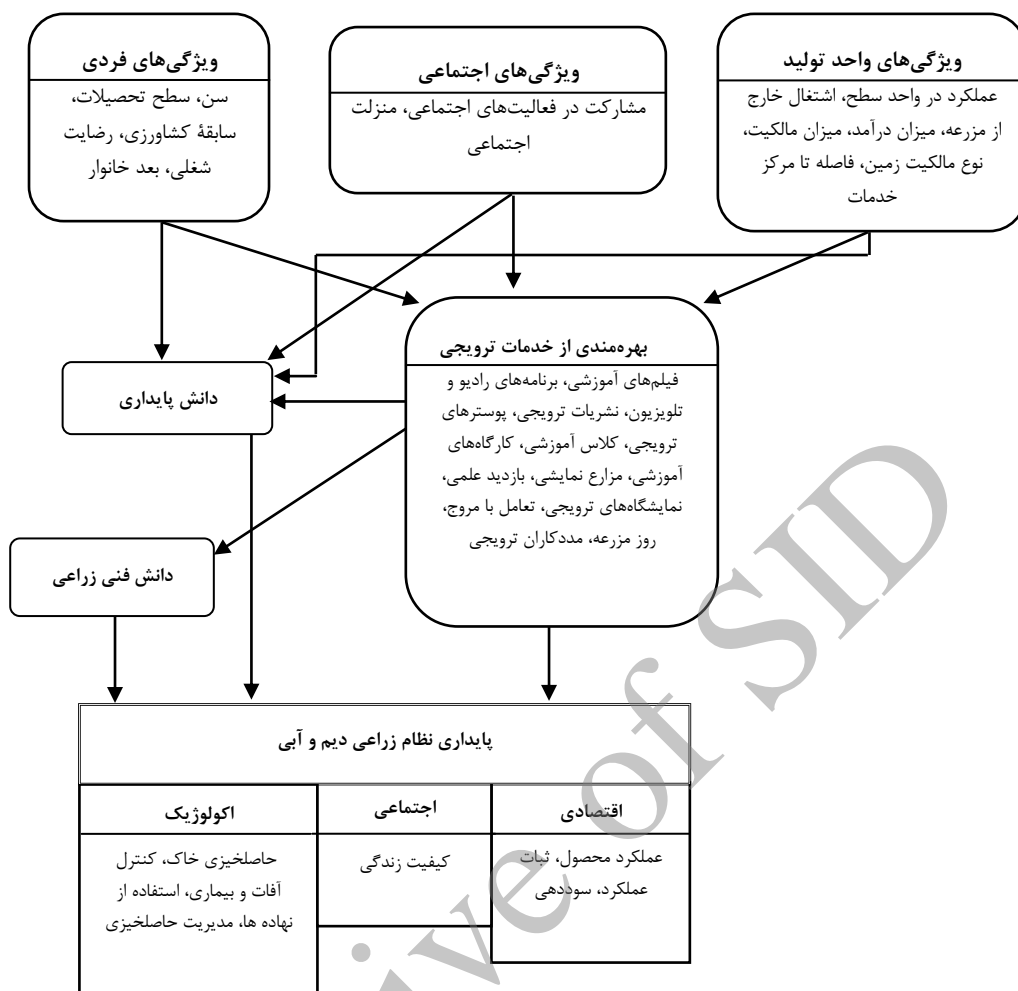 ویژگی‌های واحد تولید
عملکرد در واحد سطح، اشتغال خارج
از مزرعه، میزان درآمد، میزان مالکیت،
نوع مالکیت زمین، فاصله تا مرکز
خدمات
ویژگی‌های اجتماعی
مشارکت در فعالیت‌های اجتماعی، منزلت
اجتماعی
ویژگی‌های فردی
سن، سطح تحصیلات،
سابقهٔ کشاورزی، رضایت
شغلی، بعد خانوار
بهره‌مندی از خدمات ترویجی
فیلم‌های آموزشی، برنامه‌های رادیو و
تلویزیون، نشریات ترویجی، پوسترهای
ترویجی، کلاس آموزشی، کارگاه‌های
آموزشی، مزارع نمایشی، بازدید علمی،
نمایشگاه‌های ترویجی، تعامل با مروج،
روز مزرعه، مددکاران ترویجی
دانش پایداری
دانش فنی زراعی
پایداری نظام زراعی دیم و آبی
اقتصادی
عملکرد محصول، ثبات
عملکرد، سوددهی
اجتماعی
کیفیت زندگی
اکولوژیک
حاصلخیزی خاک، کنترل
آفات و بیماری، استفاده از
نهاده ها، مدیریت حاصلخیزی
ive of SID